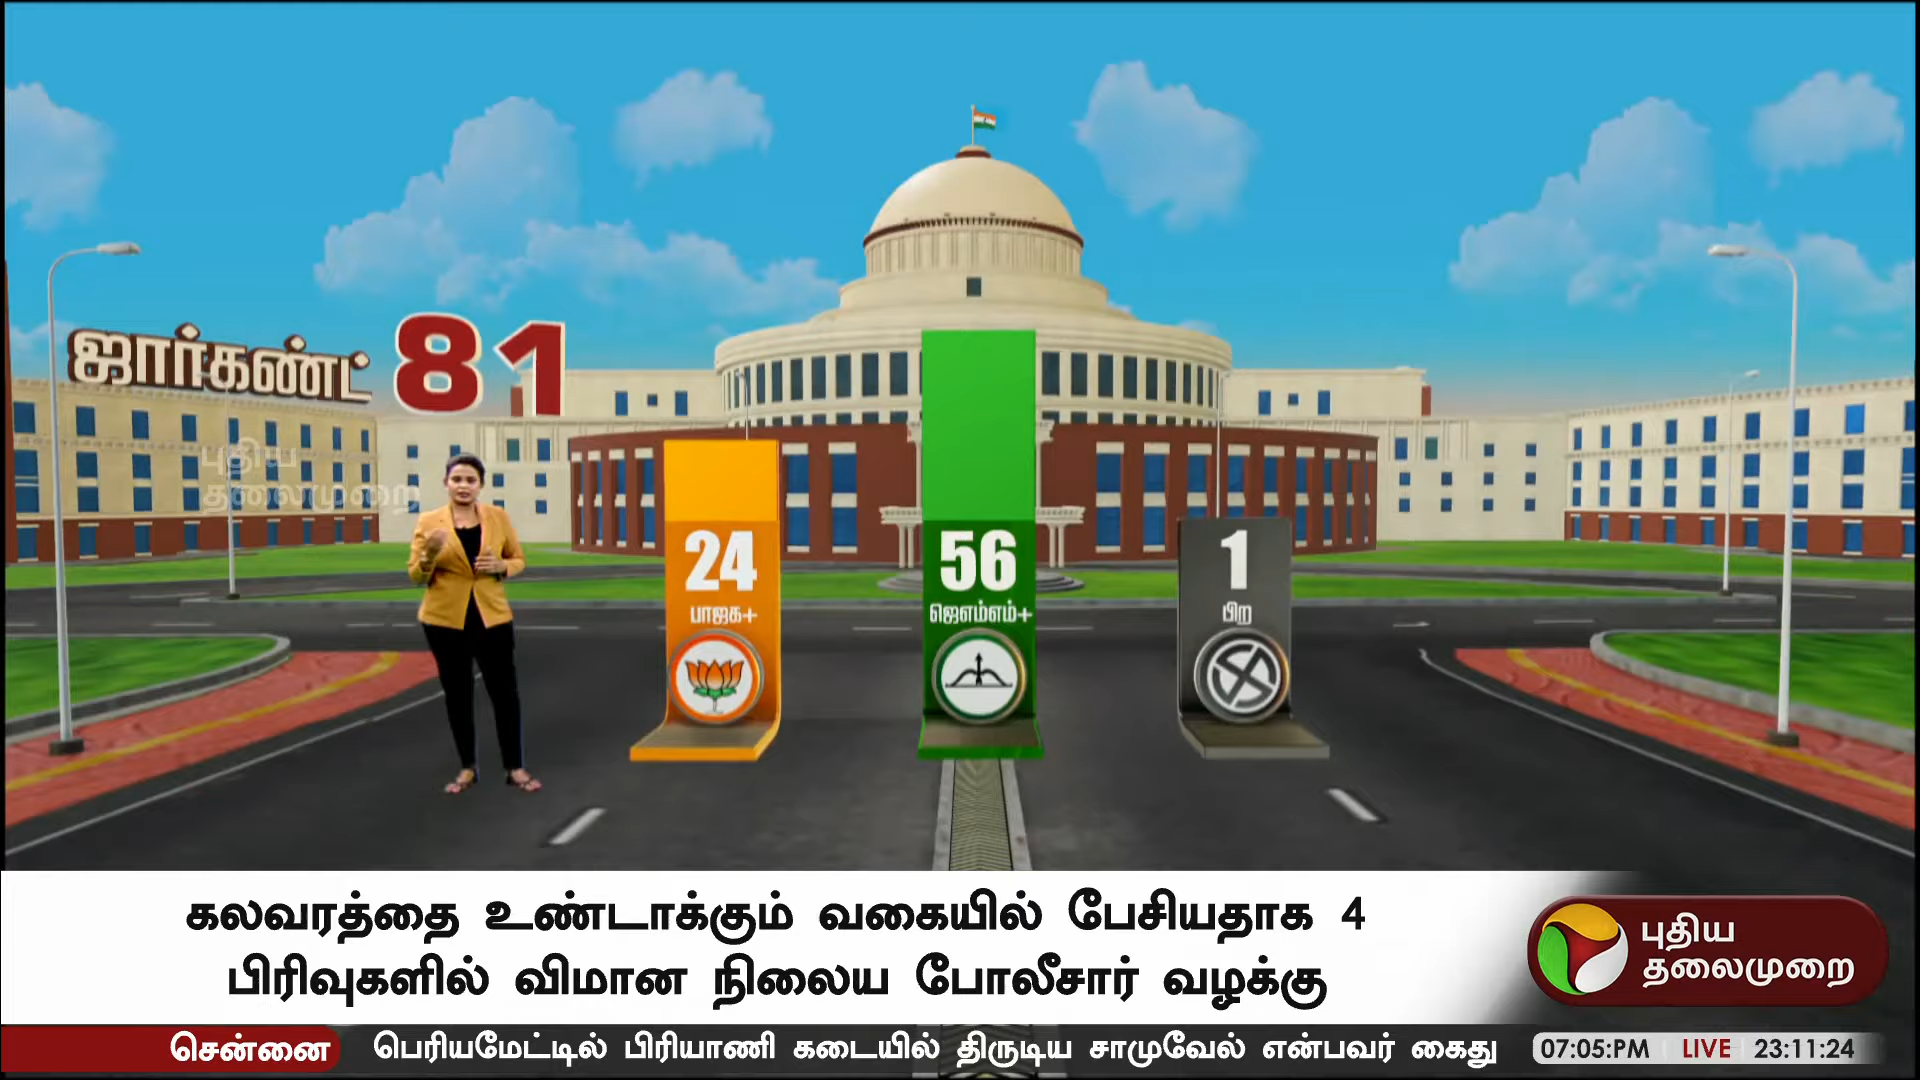 ஜார்கண்ட் 81
புதிய
தலைமுறை
24
பாஜக+
56
ஜெஎம்எம்+
1
பிற
கலவரத்தை உண்டாக்கும் வகையில் பேசியதாக 4
பிரிவுகளில் விமான நிலைய போலீசார் வழக்கு
புதிய
தலைமுறை
சென்னை பெரியமேட்டில் பிரியாணி கடையில் திருடிய சாமுவேல் என்பவர் கைது 07:05:PM LIVE 23:11:24